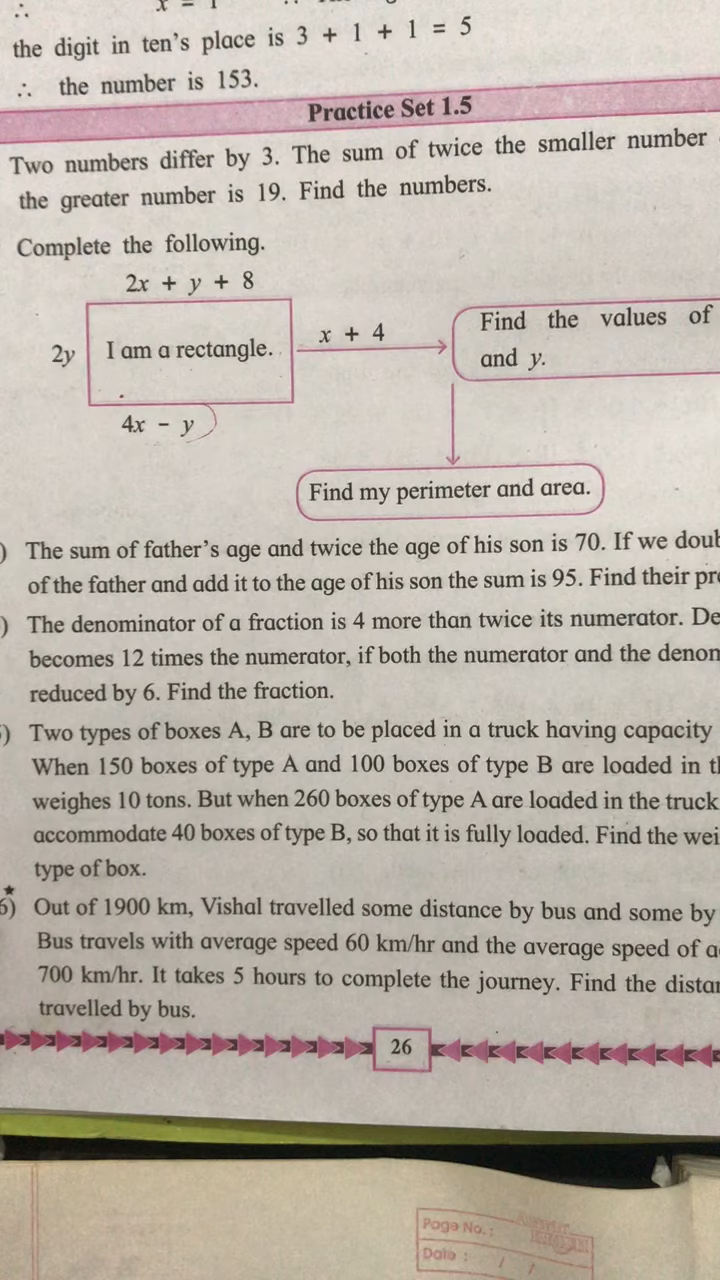 ∴ x = 1 ∴
the digit in ten's place is 3 + 1 + 1 = 5
∴ the number is 153.
Practice Set 1.5
Two numbers differ by 3. The sum of twice the smaller number
the greater number is 19. Find the numbers.
Complete the following.
2x + y + 8
2y I am a rectangle. x + 4 Find the values of
and y.
4x - y
Find my perimeter and area.
) The sum of father's age and twice the age of his son is 70. If we
of the father and add it to the age of his son the sum is 95. Find their
) The denominator of a fraction is 4 more than twice its numerator.
becomes 12 times the numerator, if both the numerator and the
reduced by 6. Find the fraction.
) Two types of boxes A, B are to be placed in a truck having capacity
When 150 boxes of type A and 100 boxes of type B are loaded in
weighes 10 tons. But when 260 boxes of type A are loaded in the truck
accommodate 40 boxes of type B, so that it is fully loaded. Find the
type of box.
★
6) Out of 1900 km, Vishal travelled some distance by bus and some by
Bus travels with average speed 60 km/hr and the average speed of
700 km/hr. It takes 5 hours to complete the journey. Find the
travelled by bus.
26
Page No.:
Date : / /